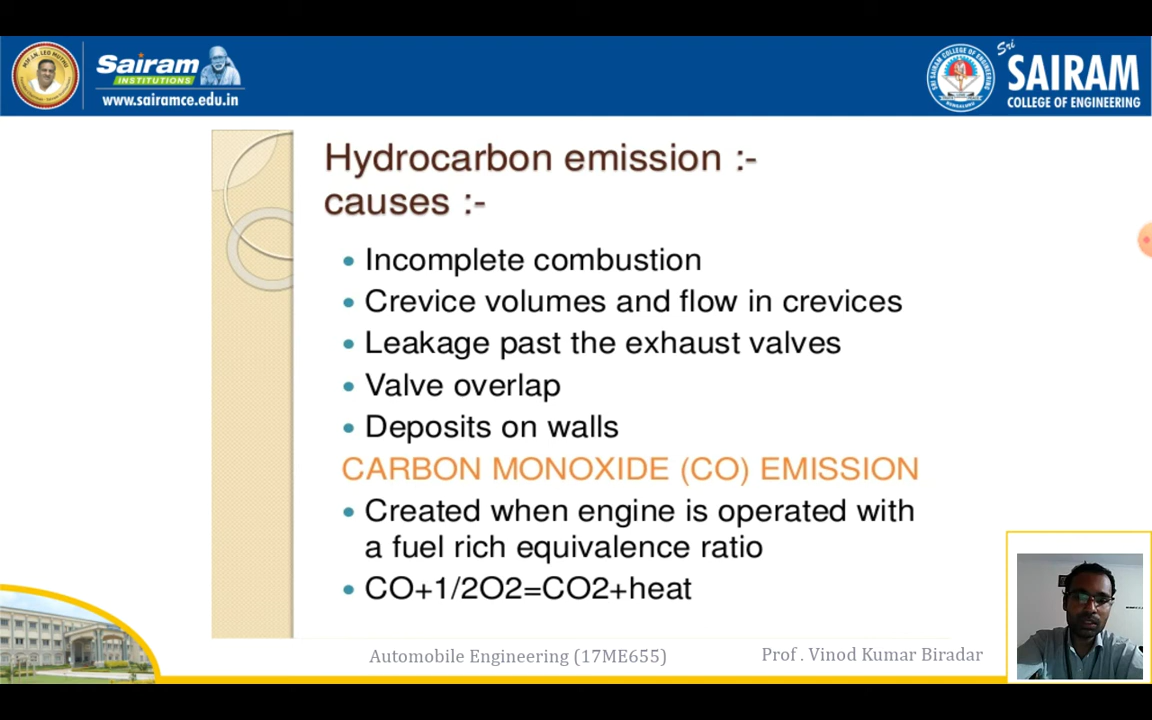 Sairam
INSTITUTIONS
www.sairamce.edu.in
Sri
SAIRAM
COLLEGE OF ENGINEERING
Hydrocarbon emission :-
causes :-
• Incomplete combustion
• Crevice volumes and flow in crevices
• Leakage past the exhaust valves
• Valve overlap
• Deposits on walls
CARBON MONOXIDE (CO) EMISSION
• Created when engine is operated with
a fuel rich equivalence ratio
• CO+1/2O2=CO2+heat
Automobile Engineering (17ME655)
Prof . Vinod Kumar Biradar